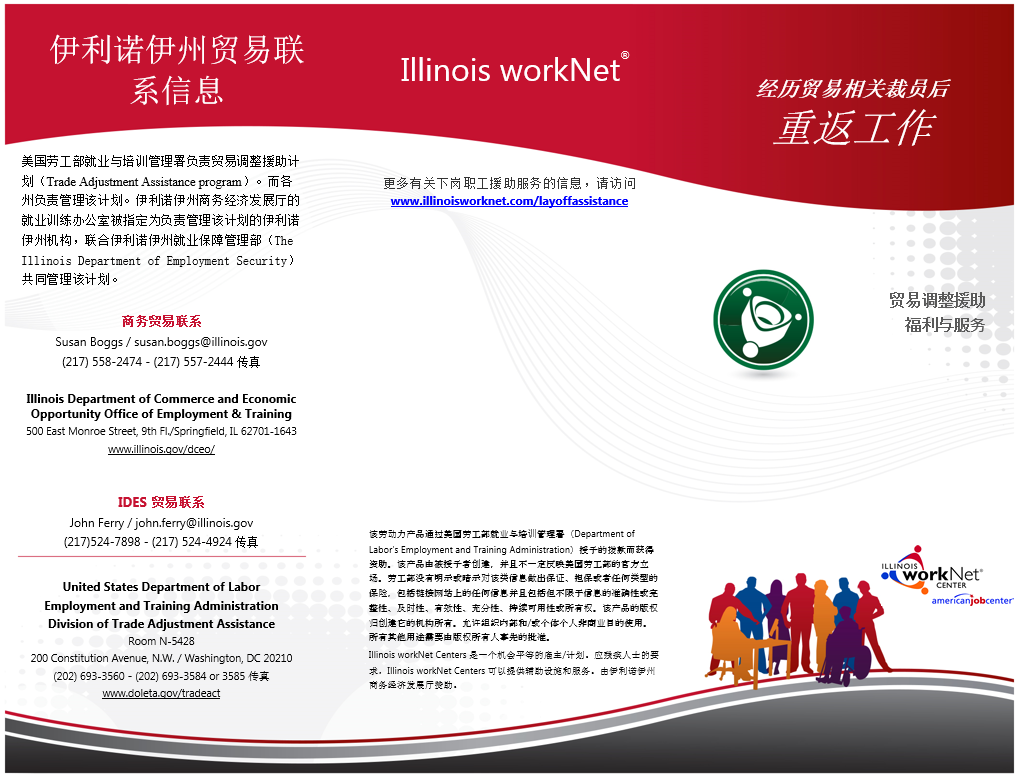 伊利诺伊州贸易联
系信息
美国劳工部就业与培训管理署负责贸易调整援助计
划（Trade Adjustment Assistance program）。而各
州负责管理该计划。伊利诺伊州商务经济发展厅的
就业训练办公室被指定为负责管理该计划的伊利诺
伊州机构，联合伊利诺伊州就业保障管理部（The
Illinois Department of Employment Security）
共同管理该计划。
商务贸易联系
Susan Boggs / susan.boggs@illinois.gov
(217) 558-2474 - (217) 557-2444 传真
Illinois Department of Commerce and Economic
Opportunity Office of Employment & Training
500 East Monroe Street, 9th Fl./Springfield, IL 62701-1643
www.illinois.gov/dceo/
IDES 贸易联系
John Ferry / john.ferry@illinois.gov
(217)524-7898 - (217) 524-4924 传真
United States Department of Labor
Employment and Training Administration
Division of Trade Adjustment Assistance
Room N-5428
200 Constitution Avenue, N.W. / Washington, DC 20210
(202) 693-3560 - (202) 693-3584 or 3585 传真
www.doleta.gov/tradeact
Illinois workNet®
更多有关下岗职工援助服务的信息，请访问
www.illinoisworknet.com/layoffassistance
该劳动力产品通过美国劳工部就业与培训管理署（Department of
Labor's Employment and Training Administration）授予的拨款而获得
资助。该产品由被授予者创建，并且不一定反映美国劳工部的官方立
场。劳工部没有明示或暗示对该类信息做出保证、担保或者任何类型的
保险，包括链接网站上的任何信息并且包括但不限于信息的准确性或完
整性、及时性、有效性、充分性、持续可用性或所有权。该产品的版权
归创建它的机构所有。允许组织内部和/或个体个人非商业目的使用。
所有其他用途需要由版权所有人事先的批准。
Illinois workNet Centers 是一个机会平等的雇主/计划。应残疾人士的要
求，Illinois workNet Centers 可以提供辅助设施和服务。由伊利诺伊州
商务经济发展厅赞助。
经历贸易相关裁员后
重返工作
贸易调整援助
福利与服务
ILLINOIS
workNet®
CENTER
americanjobcenter®